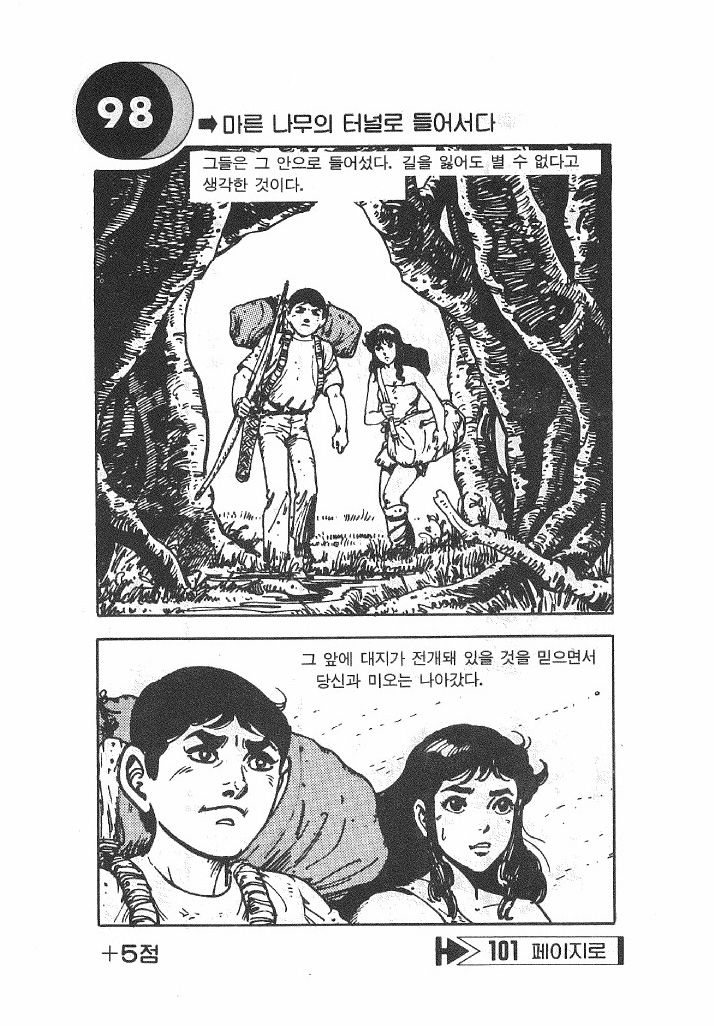 98
➡ 마른 나무의 터널로 들어서다
그들은 그 안으로 들어섰다. 길을 잃어도 별 수 없다고
생각한 것이다.
그 앞에 대지가 전개돼 있을 것을 믿으면서
당신과 미오는 나아갔다.
+5점
101 페이지로